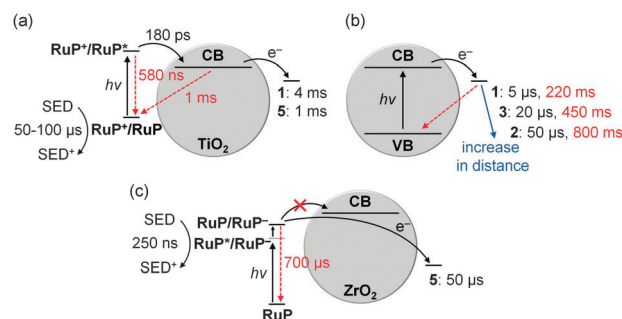 (a)
180 ps
RuP⁺/RuP*
CB
e⁻
580 ns
hν
1 ms
1: 4 ms
5: 1 ms
SED
50-100 µs
RuP⁺/RuP
SED⁺
TiO₂
(b)
CB
e⁻
hν
1: 5 µs, 220 ms
3: 20 µs, 450 ms
2: 50 µs, 800 ms
VB
increase
in distance
(c)
CB
SED
RuP/RuP⁻
e⁻
250 ns
RuP*/RuP⁻
SED⁺
hν
700 µs
5: 50 µs
ZrO₂
RuP